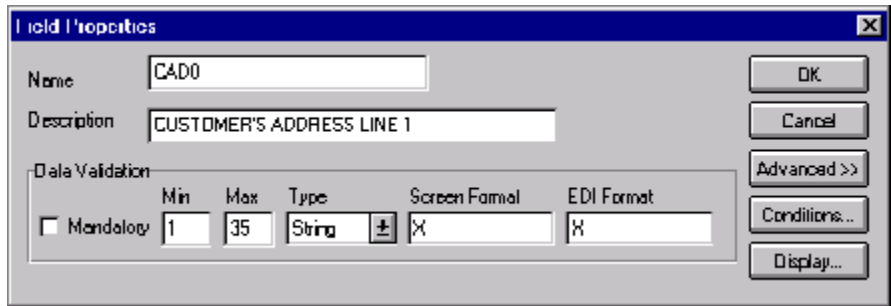 Field Properties
Name CAD0 OK
Description CUSTOMER'S ADDRESS LINE 1 Cancel
Data Validation Advanced >>
Min Max Type Screen Format EDI Format
Mandatory 1 35 String X X Conditions...
Display...